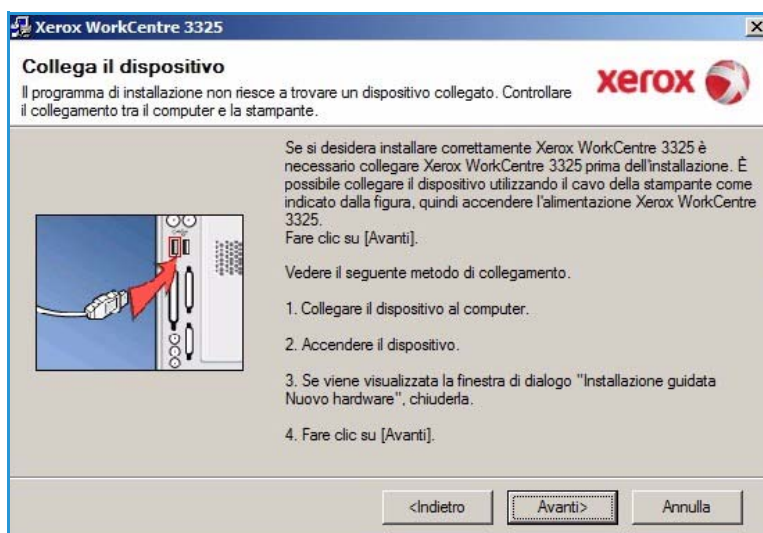 Xerox WorkCentre 3325
Collega il dispositivo
Il programma di installazione non riesce a trovare un dispositivo collegato. Controllare
il collegamento tra il computer e la stampante.
xerox
Se si desidera installare correttamente Xerox WorkCentre 3325 è
necessario collegare Xerox WorkCentre 3325 prima dell'installazione. È
possibile collegare il dispositivo utilizzando il cavo della stampante come
indicato dalla figura, quindi accendere l'alimentazione Xerox WorkCentre
3325.
Fare clic su [Avanti].
Vedere il seguente metodo di collegamento.
1. Collegare il dispositivo al computer.
2. Accendere il dispositivo.
3. Se viene visualizzata la finestra di dialogo "Installazione guidata
Nuovo hardware", chiuderla.
4. Fare clic su [Avanti].
<Indietro
Avanti>
Annulla